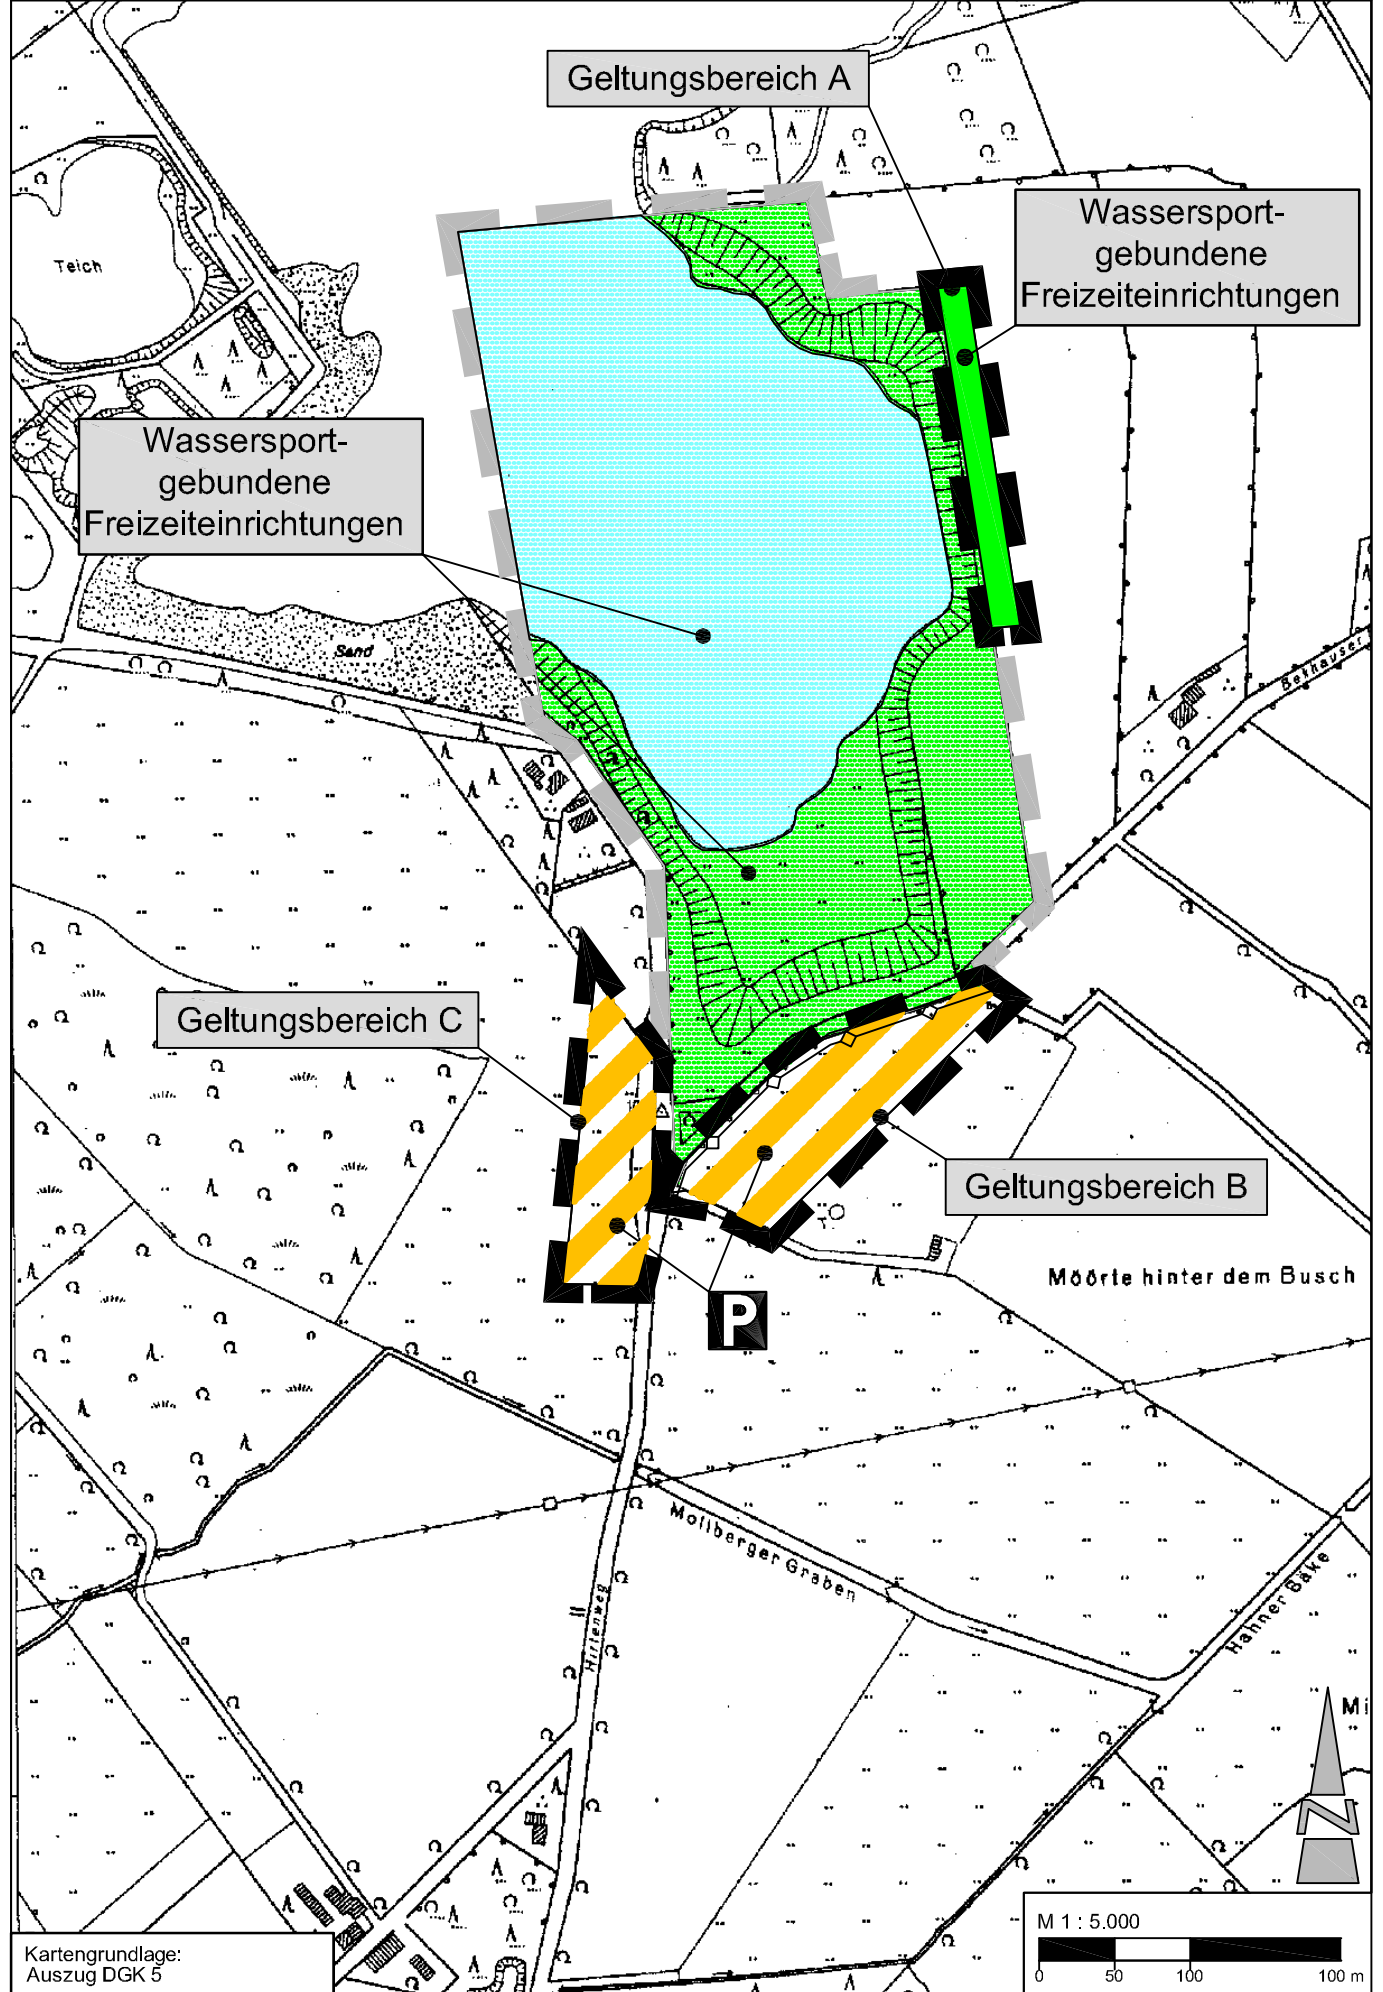 Geltungsbereich A
Wassersport-
gebundene
Freizeiteinrichtungen
Teich
Wassersport-
gebundene
Freizeiteinrichtungen
Sand
Bekhauser
Geltungsbereich C
Geltungsbereich B
Möörte hinter dem Busch
P
Mollberger Graben
Hirtenweg
Hahner Bäke
Mi
N
M 1 : 5.000
0 50 100 100 m
Kartengrundlage:
Auszug DGK 5